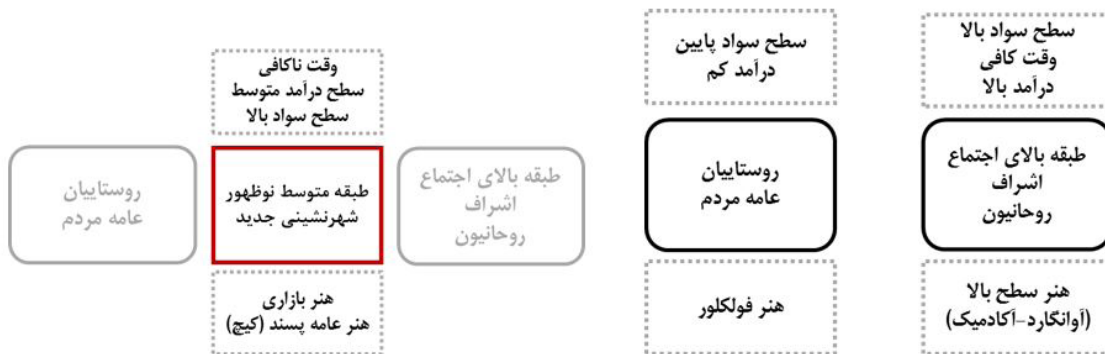 سطح سواد بالا
وقت کافی
درآمد بالا
طبقه بالای اجتماع
اشراف
روحانیون
هنر سطح بالا
(آوانگارد-آکادمیک)
سطح سواد پایین
درآمد کم
روستاییان
عامه مردم
هنر فولکلور
طبقه بالای اجتماع
اشراف
روحانیون
وقت ناکافی
سطح درآمد متوسط
سطح سواد بالا
طبقه متوسط نوظهور
شهرنشینی جدید
هنر بازاری
هنر عامه پسند (کیچ)
روستاییان
عامه مردم